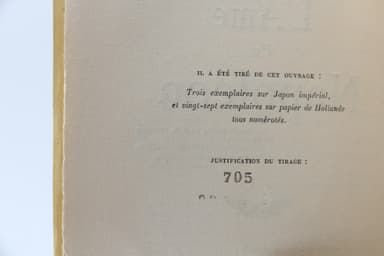 IL A ÉTÉ TIRÉ DE CET OUVRAGE :
Trois exemplaires sur Japon impérial,
et vingt-sept exemplaires sur papier de Hollande
tous numérotés.
JUSTIFICATION DU TIRAGE :
705